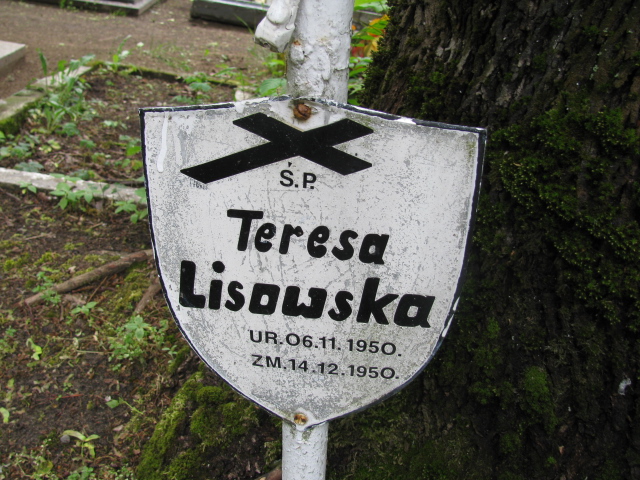 Ś.P.
Teresa
Lisowska
UR.06.11.1950.
ZM.14.12.1950.